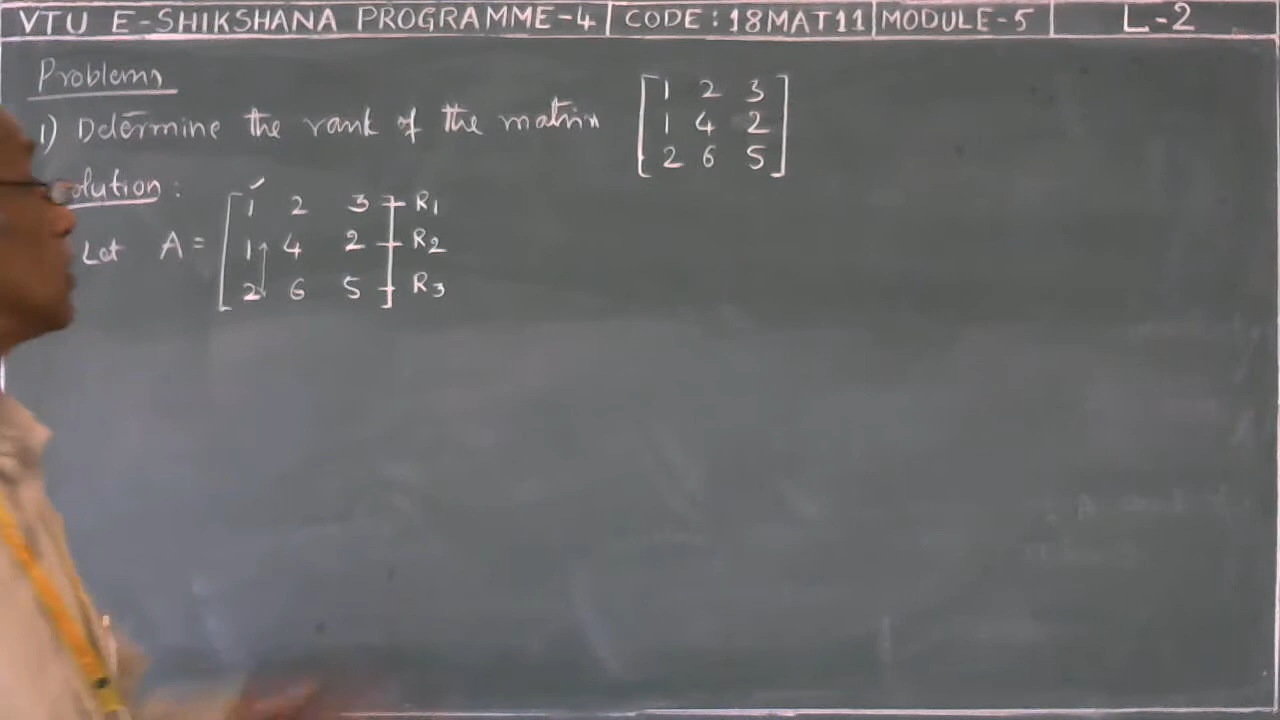 VTU E-SHIKSHANA PROGRAMME-4 CODE: 18MAT11 MODULE-5 L-2
Problems
1) Determine the rank of the matrix
1 2 3
1 4 2
2 6 5
olution:
1 2 3 R1
Let A = 1 4 2 R2
2 6 5 R3